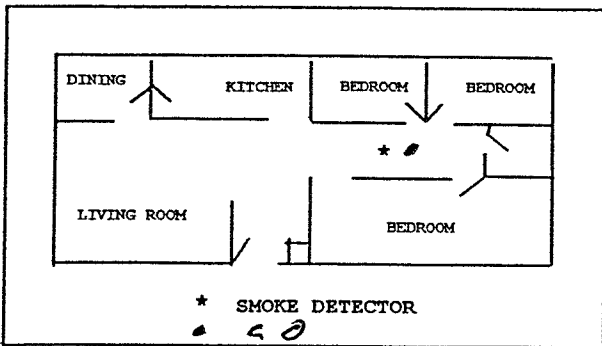 DINING KITCHEN BEDROOM BEDROOM
*
LIVING ROOM BEDROOM
* SMOKE DETECTOR